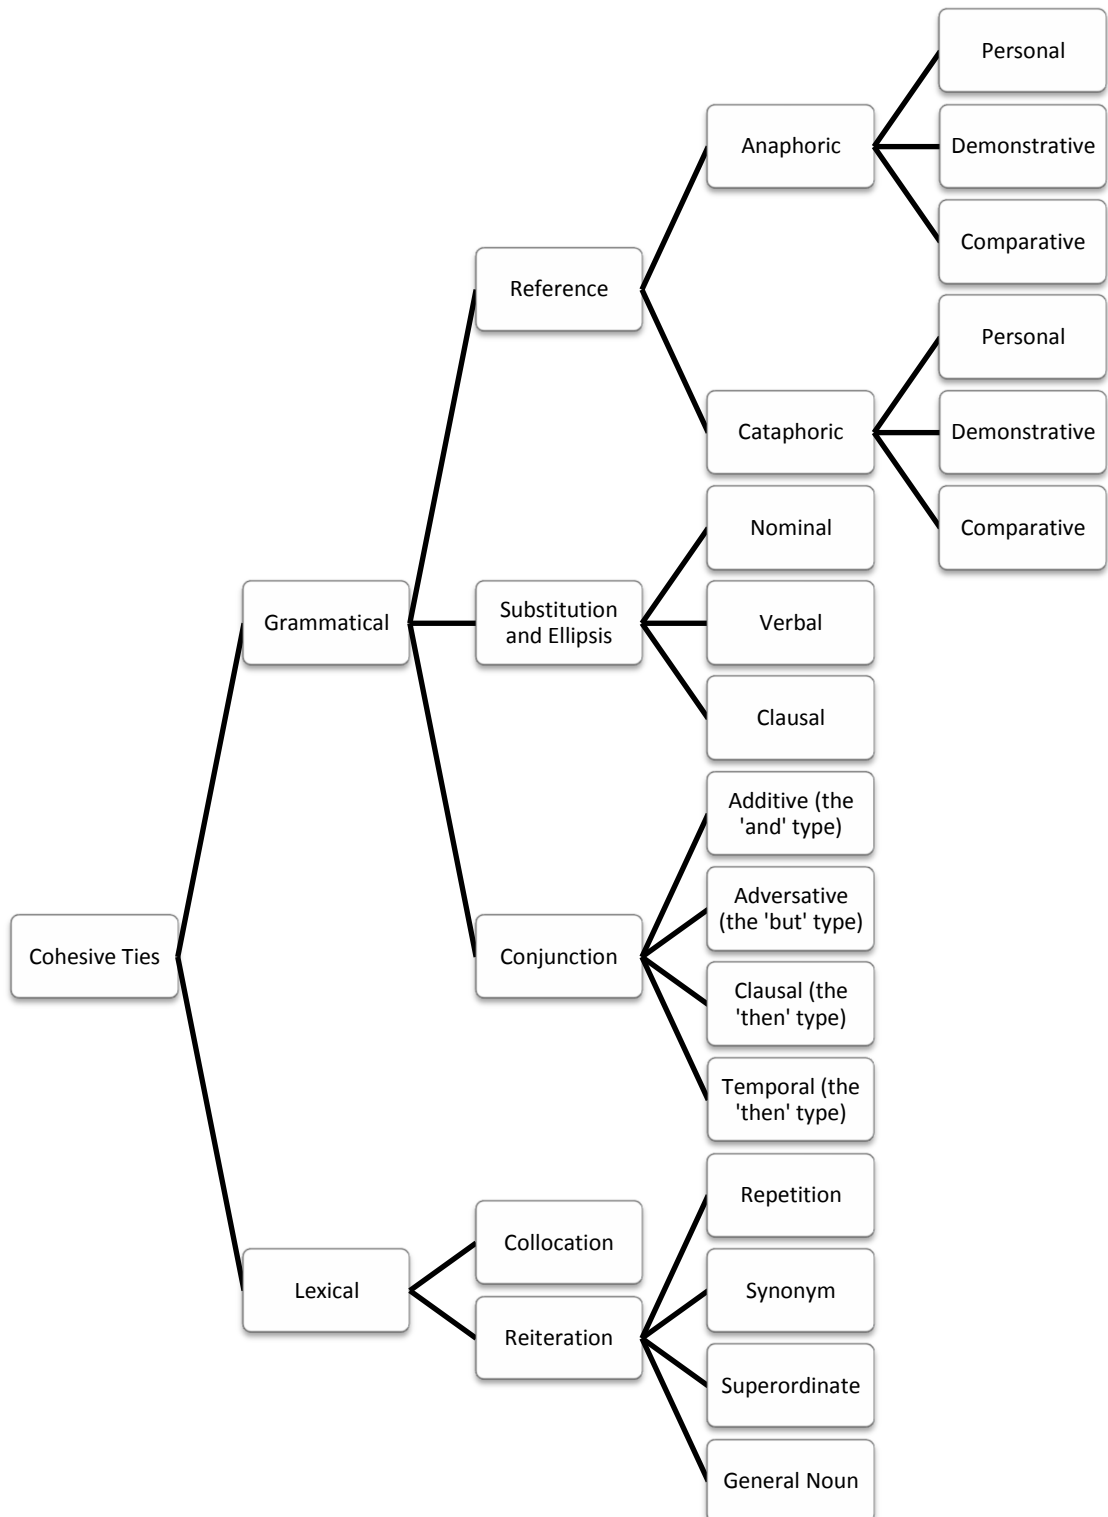 Personal
Anaphoric
Demonstrative
Comparative
Reference
Personal
Cataphoric
Demonstrative
Comparative
Nominal
Grammatical
Substitution
and Ellipsis
Verbal
Clausal
Additive (the
'and' type)
Adversative
(the 'but' type)
Cohesive Ties
Conjunction
Clausal (the
'then' type)
Temporal (the
'then' type)
Repetition
Collocation
Lexical
Synonym
Reiteration
Superordinate
General Noun